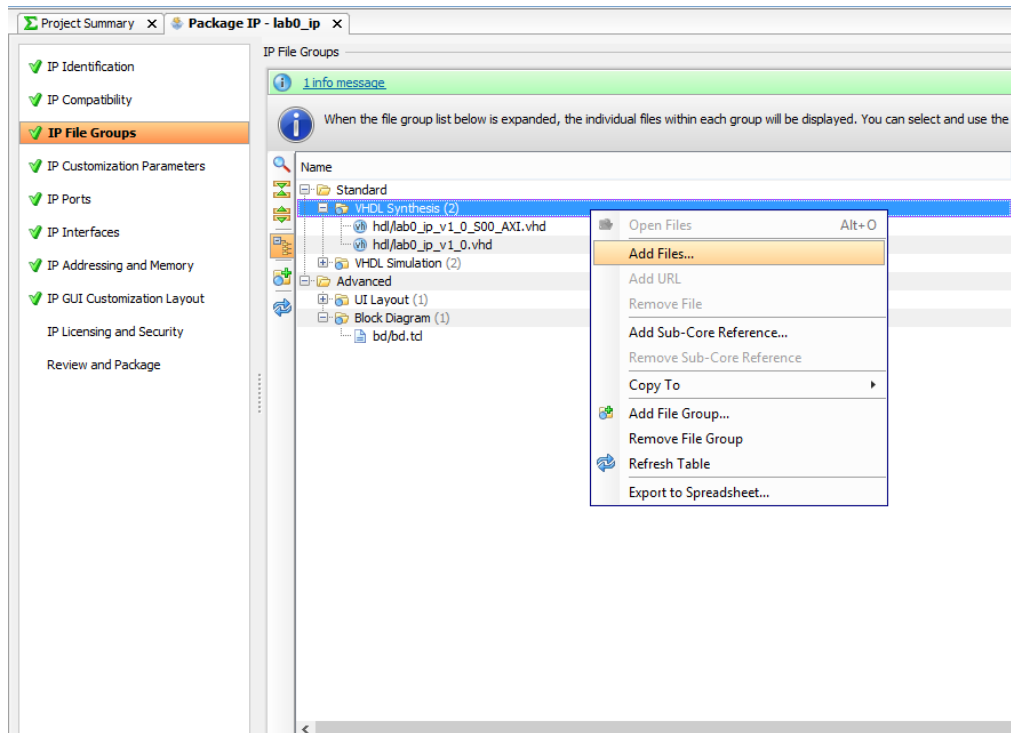 Project Summary x Package IP - lab0_ip x
IP Identification
IP Compatibility
IP File Groups
IP Customization Parameters
IP Ports
IP Interfaces
IP Addressing and Memory
IP GUI Customization Layout
IP Licensing and Security
Review and Package
IP File Groups
1 info message
When the file group list below is expanded, the individual files within each group will be displayed. You can select and use the
Name
Standard
VHDL Synthesis (2)
hdl/lab0_ip_v1_0_S00_AXI.vhd
hdl/lab0_ip_v1_0.vhd
VHDL Simulation (2)
Advanced
UI Layout (1)
Block Diagram (1)
bd/bd.tcl
Open Files Alt+O
Add Files...
Add URL
Remove File
Add Sub-Core Reference...
Remove Sub-Core Reference
Copy To
Add File Group...
Remove File Group
Refresh Table
Export to Spreadsheet...